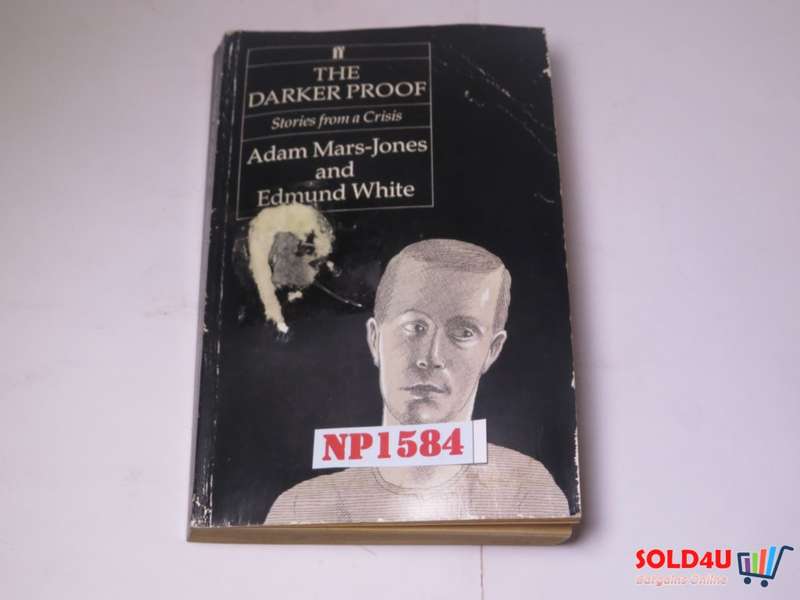 ff
THE
DARKER PROOF
Stories from a Crisis
Adam Mars-Jones
and
Edmund White
NP1584
SOLD4U
Bargains Online